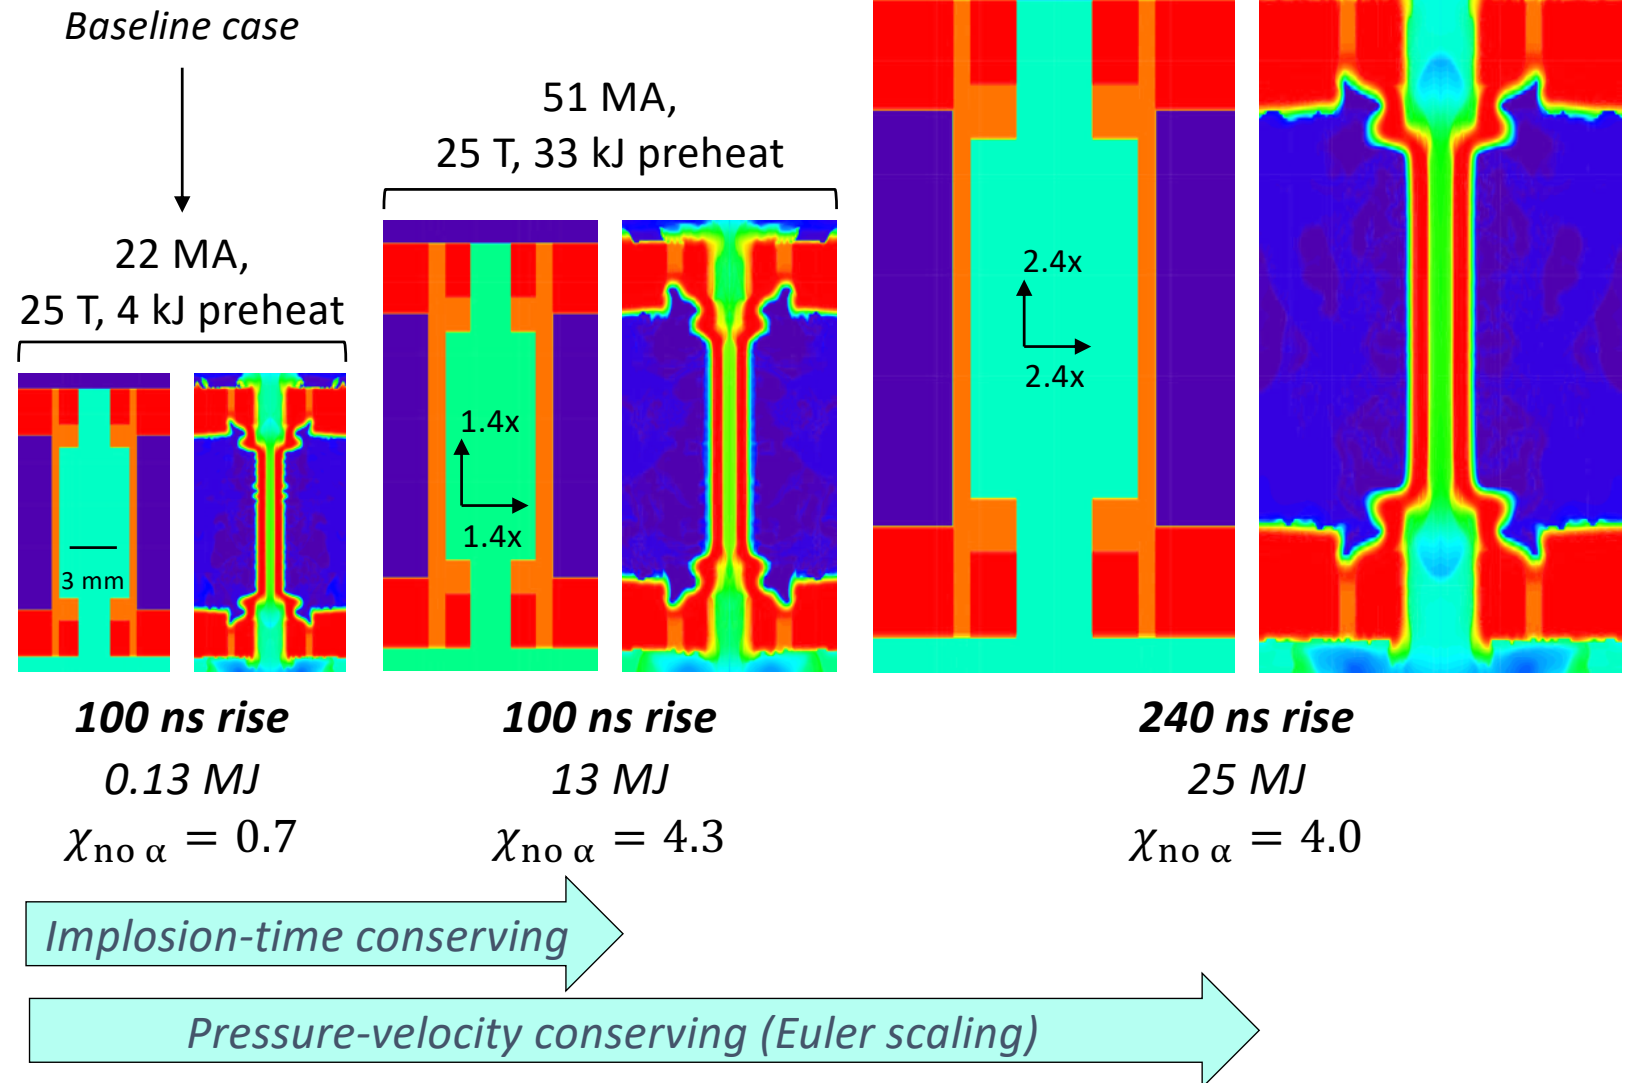 Baseline case
22 MA,
25 T, 4 kJ preheat
3 mm
100 ns rise
0.13 MJ
χno α = 0.7
51 MA,
25 T, 33 kJ preheat
1.4x
1.4x
100 ns rise
13 MJ
χno α = 4.3
2.4x
2.4x
240 ns rise
25 MJ
χno α = 4.0
Implosion-time conserving
Pressure-velocity conserving (Euler scaling)